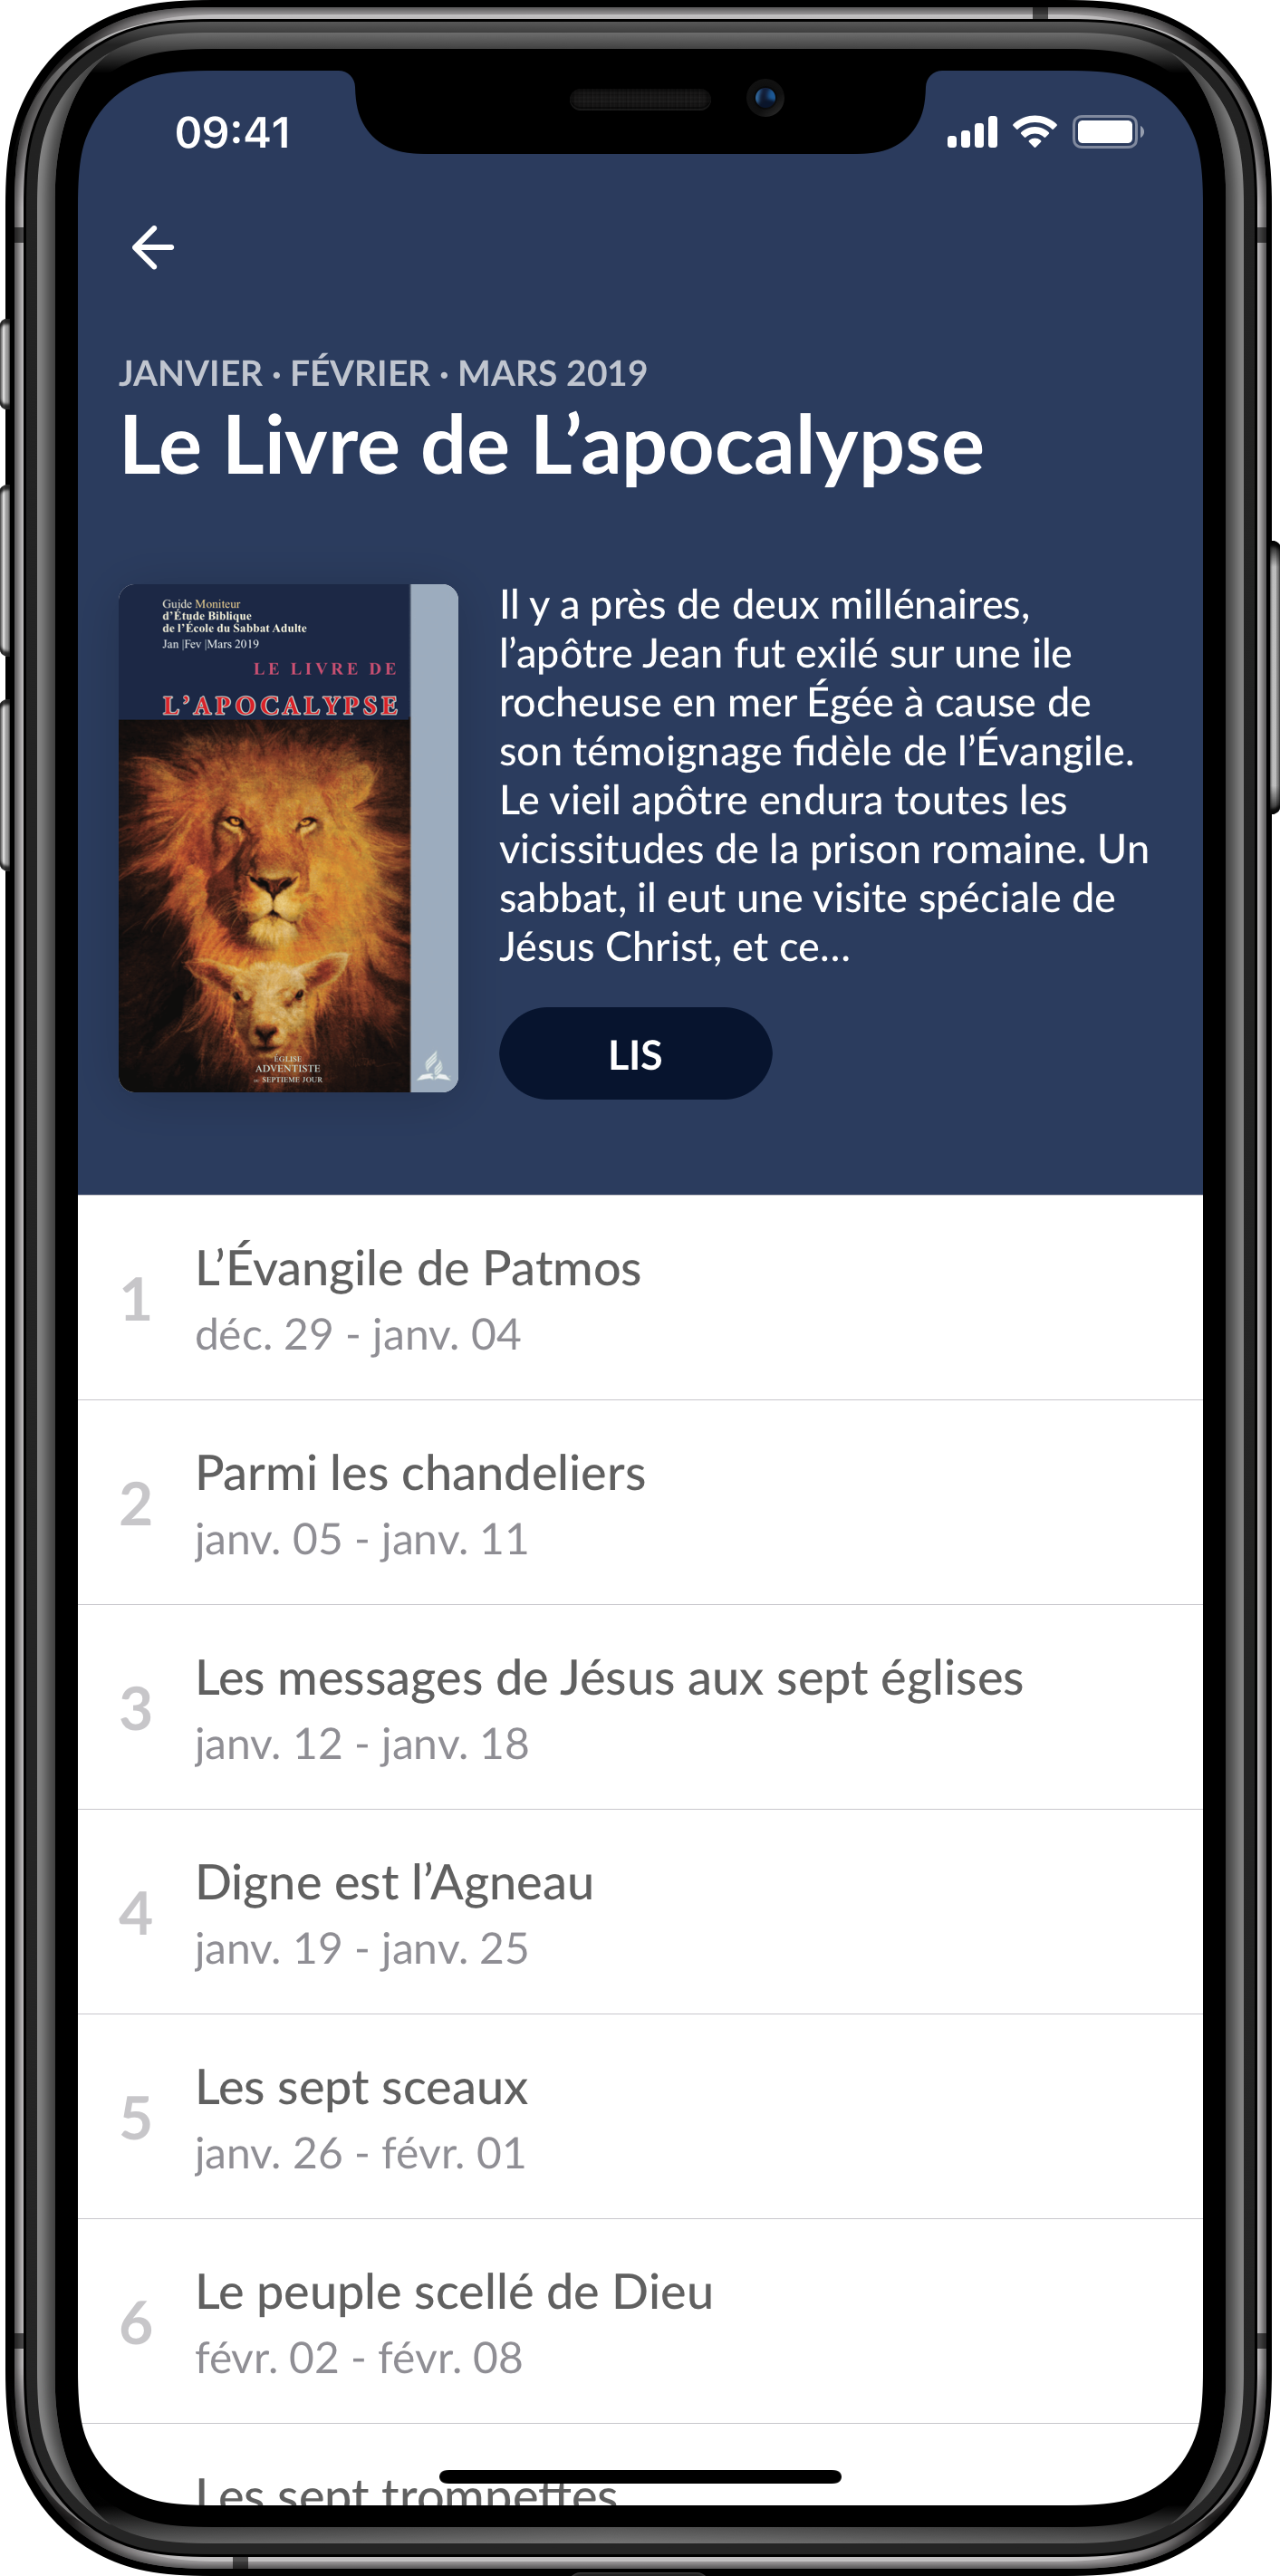 09:41
JANVIER · FÉVRIER · MARS 2019
Le Livre de L’apocalypse
Guide Moniteur
d’Étude Biblique
de l’École du Sabbat Adulte
Jan |Fev |Mars 2019
LE LIVRE DE
L’APOCALYPSE
ÉGLISE
ADVENTISTE
SEPTIEME JOUR
Il y a près de deux millénaires,
l’apôtre Jean fut exilé sur une ile
rocheuse en mer Égée à cause de
son témoignage fidèle de l’Évangile.
Le vieil apôtre endura toutes les
vicissitudes de la prison romaine. Un
sabbat, il eut une visite spéciale de
Jésus Christ, et ce...
LIS
1
L’Évangile de Patmos
déc. 29 - janv. 04
2
Parmi les chandeliers
janv. 05 - janv. 11
3
Les messages de Jésus aux sept églises
janv. 12 - janv. 18
4
Digne est l’Agneau
janv. 19 - janv. 25
5
Les sept sceaux
janv. 26 - févr. 01
6
Le peuple scellé de Dieu
févr. 02 - févr. 08
Les sept trompettes